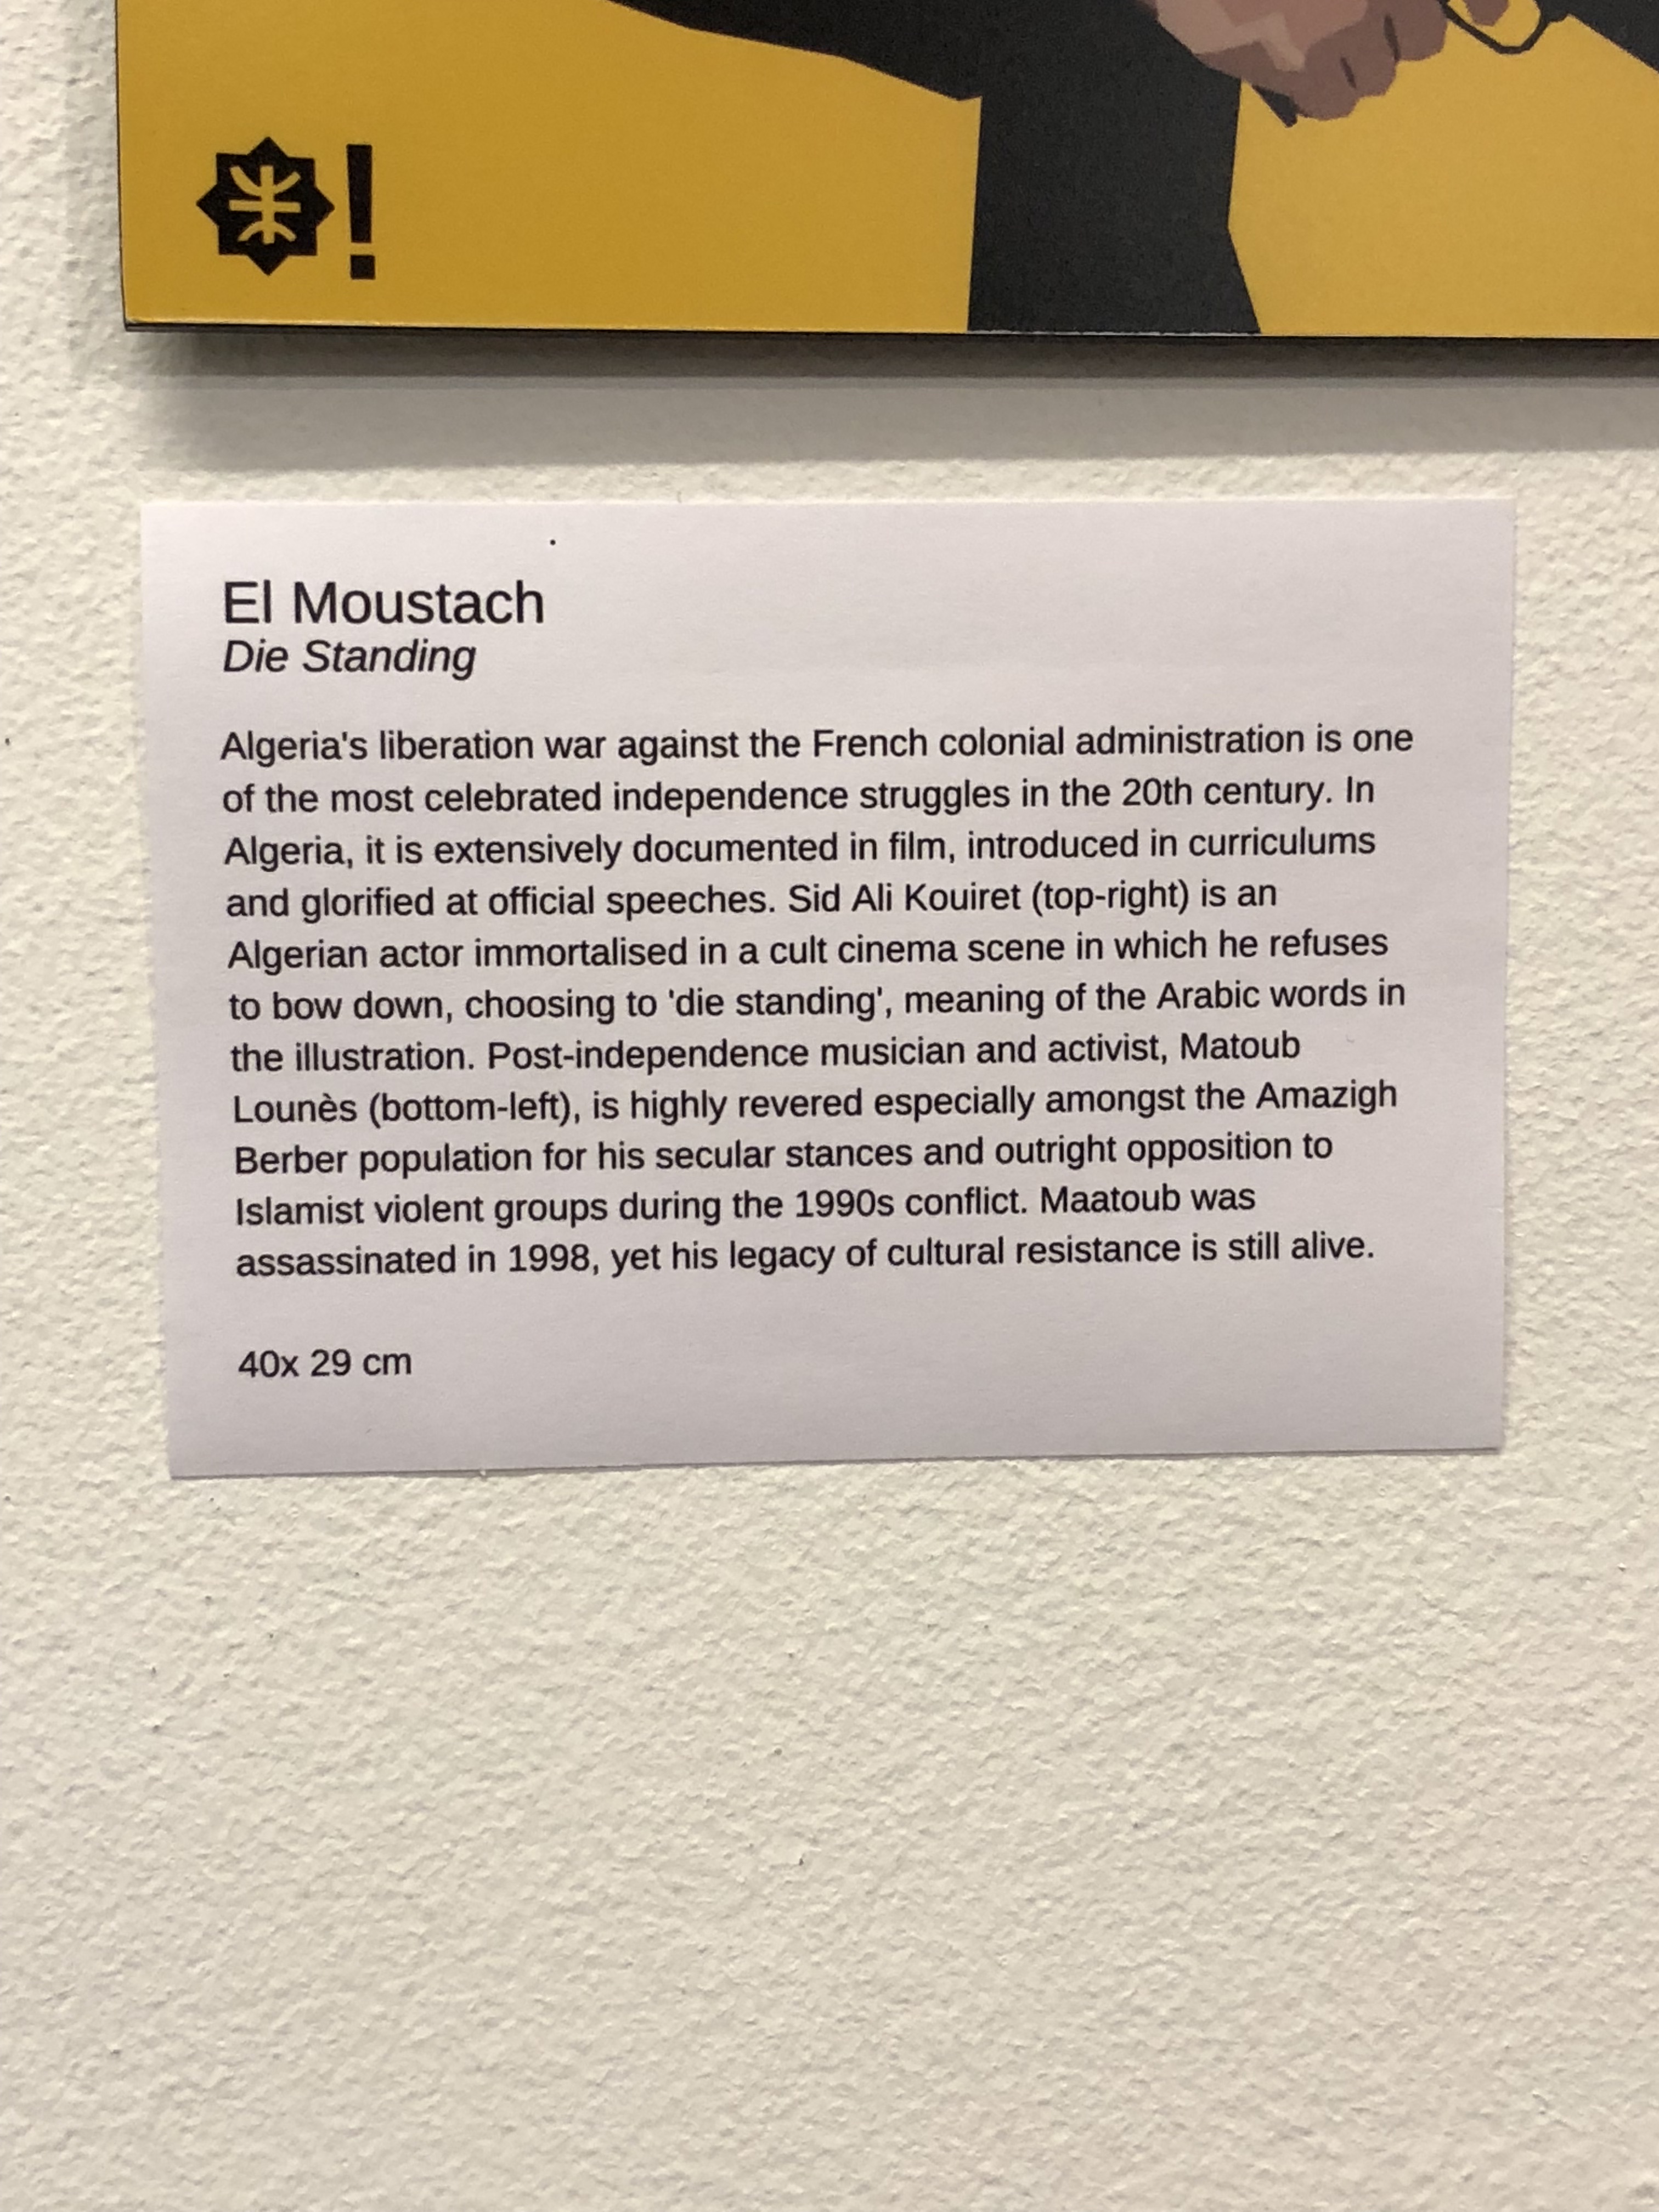 !
El Moustach
Die Standing
Algeria's liberation war against the French colonial administration is one
of the most celebrated independence struggles in the 20th century. In
Algeria, it is extensively documented in film, introduced in curriculums
and glorified at official speeches. Sid Ali Kouiret (top-right) is an
Algerian actor immortalised in a cult cinema scene in which he refuses
to bow down, choosing to 'die standing', meaning of the Arabic words in
the illustration. Post-independence musician and activist, Matoub
Lounès (bottom-left), is highly revered especially amongst the Amazigh
Berber population for his secular stances and outright opposition to
Islamist violent groups during the 1990s conflict. Maatoub was
assassinated in 1998, yet his legacy of cultural resistance is still alive.
40x 29 cm